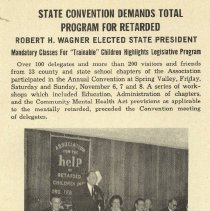 STATE CONVENTION DEMANDS TOTAL
PROGRAM FOR RETARDED
ROBERT H. WAGNER ELECTED STATE PRESIDENT
Mandatory Classes For "Trainable" Children Highlights Legislative Program
Over 100 delegates and more than 200 visitors and friends
from 33 county and state school chapters of the Association
participated in the Annual Convention at Spring Valley, Friday,
Saturday and Sunday, November 6, 7 and 8. A series of work-
shops which included Education, Administration of chapters,
and the Community Mental Health Act provisions as applicable
to the mentally retarded, preceded the Convention meeting
of delegates.
ASSOCIATION
FOR THE
help
RETARDED
CHILDREN